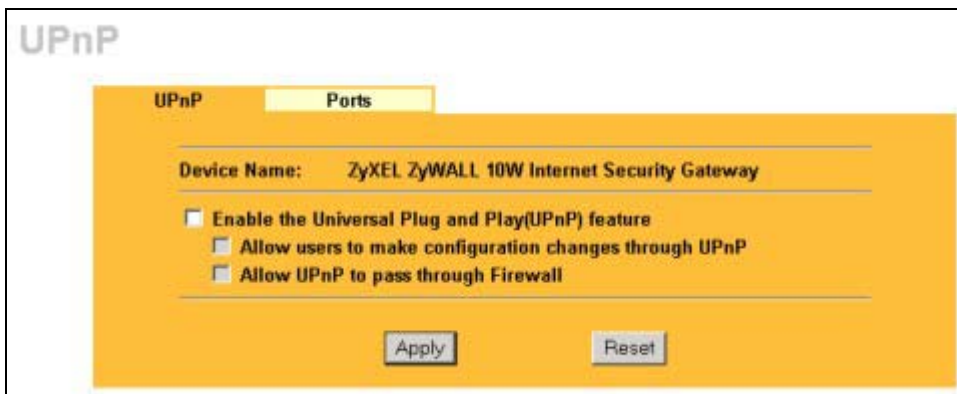 UPnP
UPnP Ports
Device Name: ZyXEL ZyWALL 10W Internet Security Gateway
Enable the Universal Plug and Play(UPnP) feature
Allow users to make configuration changes through UPnP
Allow UPnP to pass through Firewall
Apply Reset